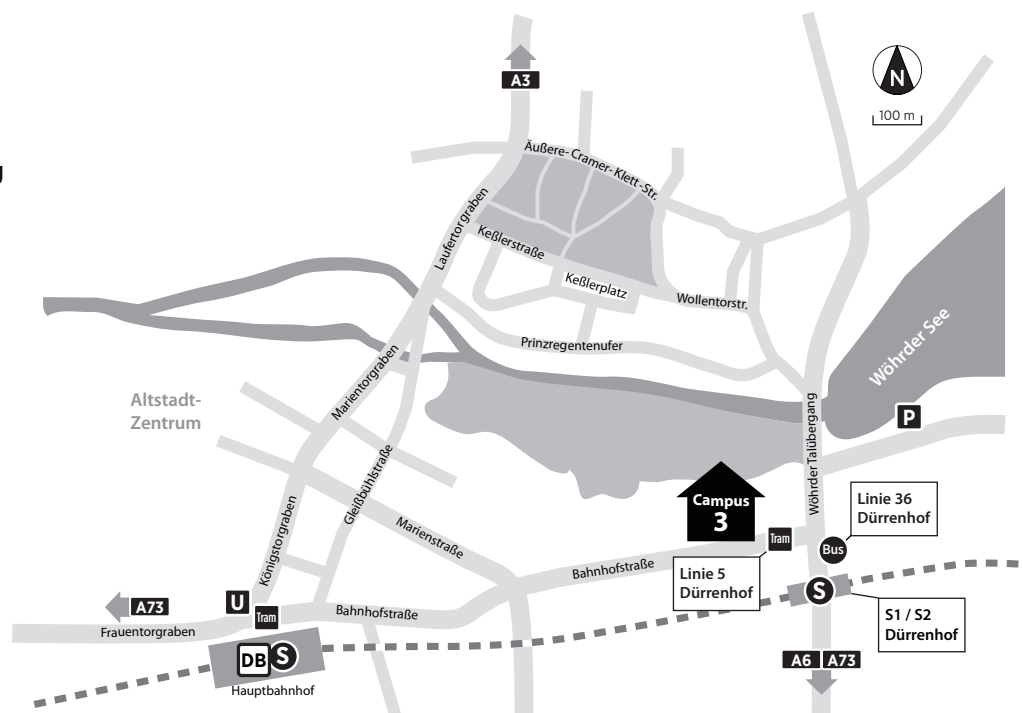 N
100 m
A3
Äußere-Cramer-Klett-Str.
Laufertorgraben
Keßlerstraße
Keßlerplatz
Wollentorstr.
Prinzregentenufer
Wöhrder See
Marientorgraben
Altstadt-
Zentrum
P
Wöhrder Talübergang
Gleißbühlstraße
Campus
3
Linie 36
Dürrenhof
Marienstraße
Tram
Bus
Königstorgraben
Bahnhofstraße
Linie 5
Dürrenhof
S
A73
U
Tram
Bahnhofstraße
S1 / S2
Dürrenhof
Frauentorgraben
DB
S
A6
A73
Hauptbahnhof